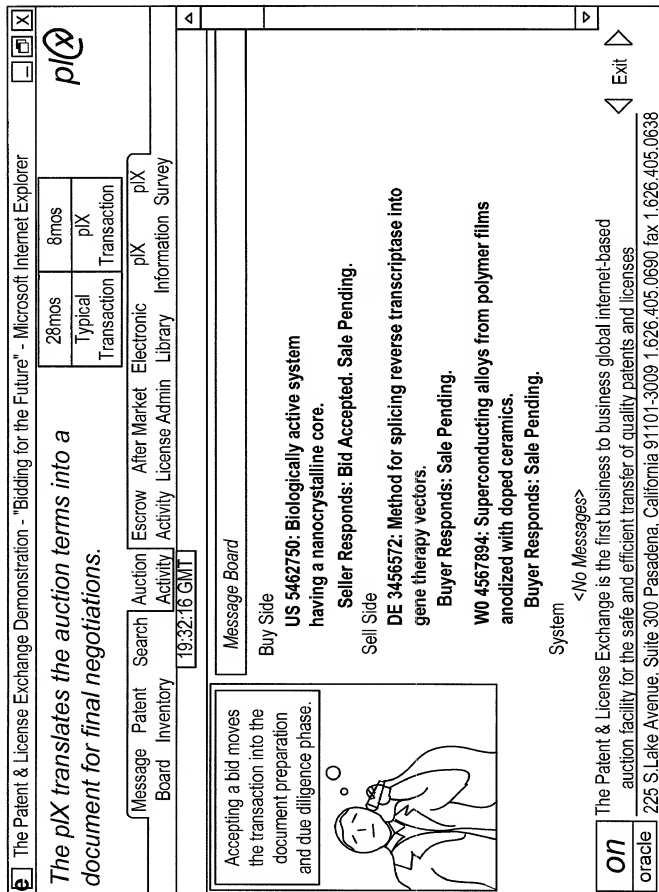 e The Patent & License Exchange Demonstration - "Bidding for the Future" - Microsoft Internet Explorer
The plX translates the auction terms into a
document for final negotiations.
28mos 8mos
Typical plX
Transaction Transaction
pl@x
Message Patent Search Auction Escrow After Market Electronic plX plX
Board Inventory Activity Activity License Admin Library Information Survey
19:32:16 GMT
Accepting a bid moves
the transaction into the
document preparation
and due diligence phase.
Message Board
Buy Side
US 5462750: Biologically active system
having a nanocrystalline core.
Seller Responds: Bid Accepted. Sale Pending.
Sell Side
DE 3456572: Method for splicing reverse transcriptase into
gene therapy vectors.
Buyer Responds: Sale Pending.
W0 4567894: Superconducting alloys from polymer films
anodized with doped ceramics.
Buyer Responds: Sale Pending.
System
<No Messages>
on
oracle
The Patent & License Exchange is the first business to business global internet-based
auction facility for the safe and efficient transfer of quality patents and licenses
Exit
225 S.Lake Avenue, Suite 300 Pasadena, California 91101-3009 1.626.405.0690 fax 1.626.405.0638